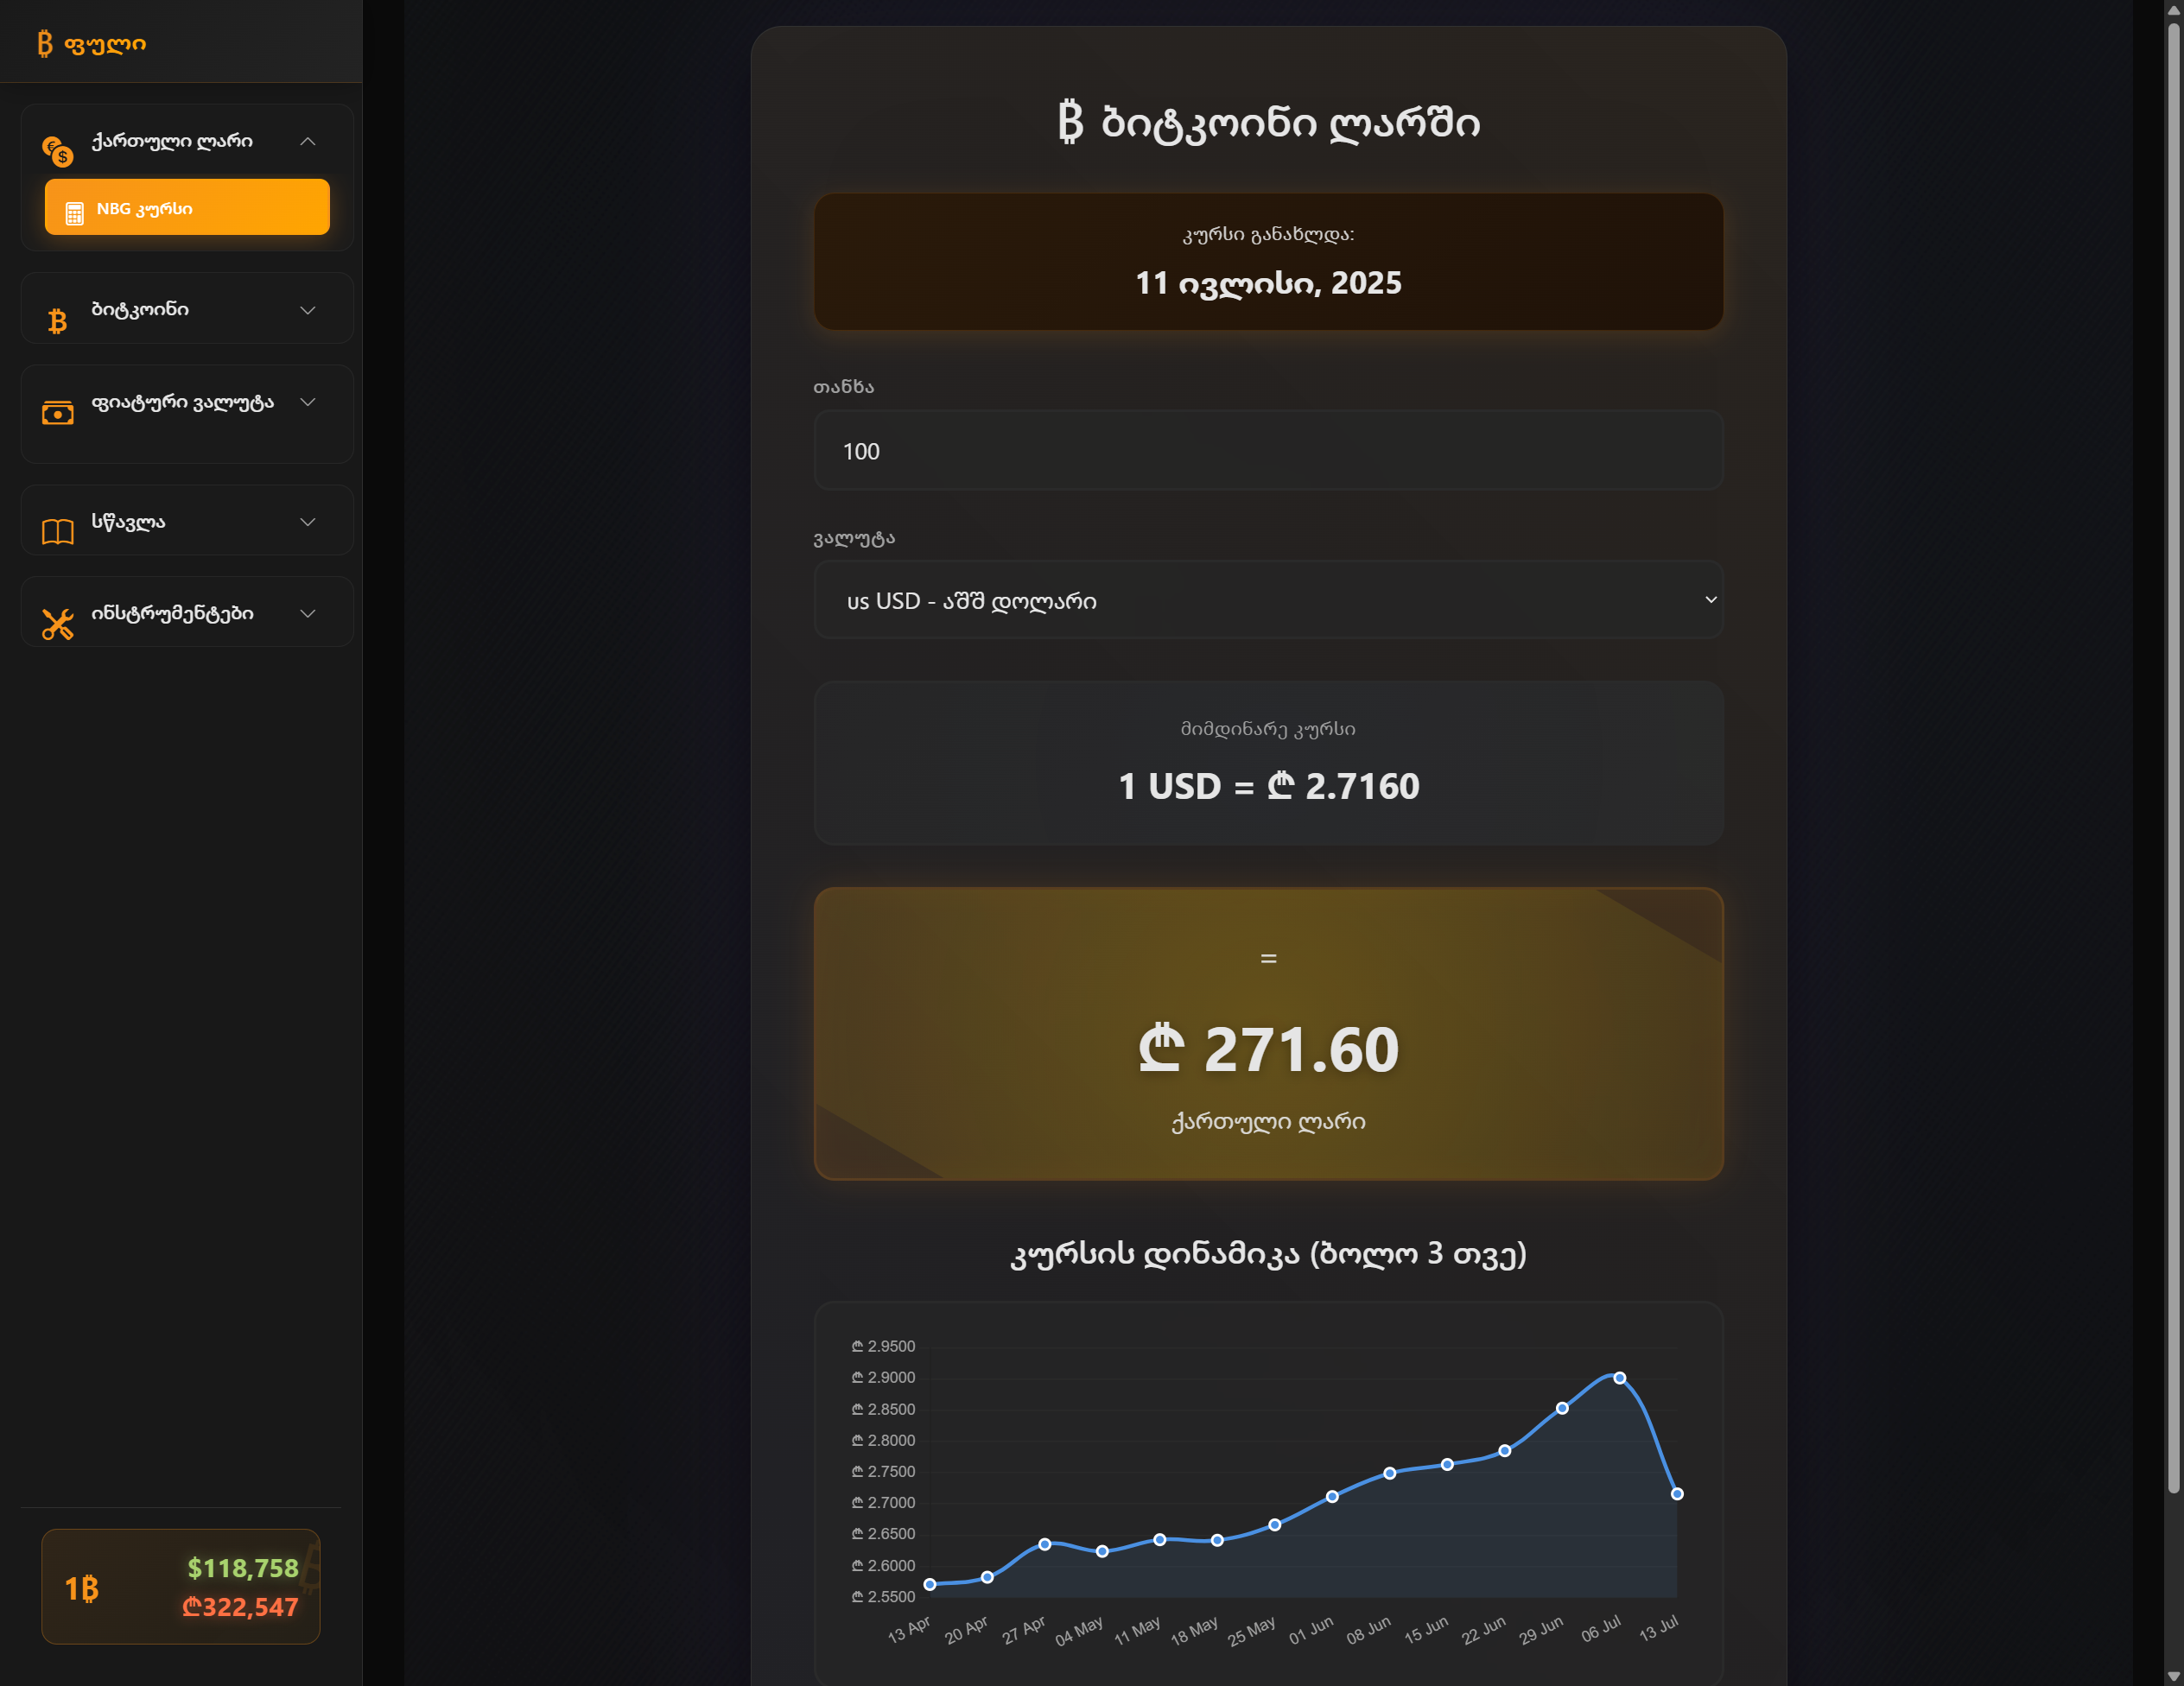 ₿ ფული
ქართული ლარი
NBG კურსი
ბიტკოინი
ფიატური ვალუტა
სწავლა
ინსტრუმენტები
1₿
$118,758
₾322,547
₿ ბიტკოინი ლარში
კურსი განახლდა:
11 ივლისი, 2025
თანხა
100
ვალუტა
us USD - აშშ დოლარი
მიმდინარე კურსი
1 USD = ₾ 2.7160
=
₾ 271.60
ქართული ლარი
კურსის დინამიკა (ბოლო 3 თვე)
₾ 2.9500
₾ 2.9000
₾ 2.8500
₾ 2.8000
₾ 2.7500
₾ 2.7000
₾ 2.6500
₾ 2.6000
₾ 2.5500
13 Apr 20 Apr 27 Apr 04 May 11 May 18 May 25 May 01 Jun 08 Jun 15 Jun 22 Jun 29 Jun 06 Jul 13 Jul